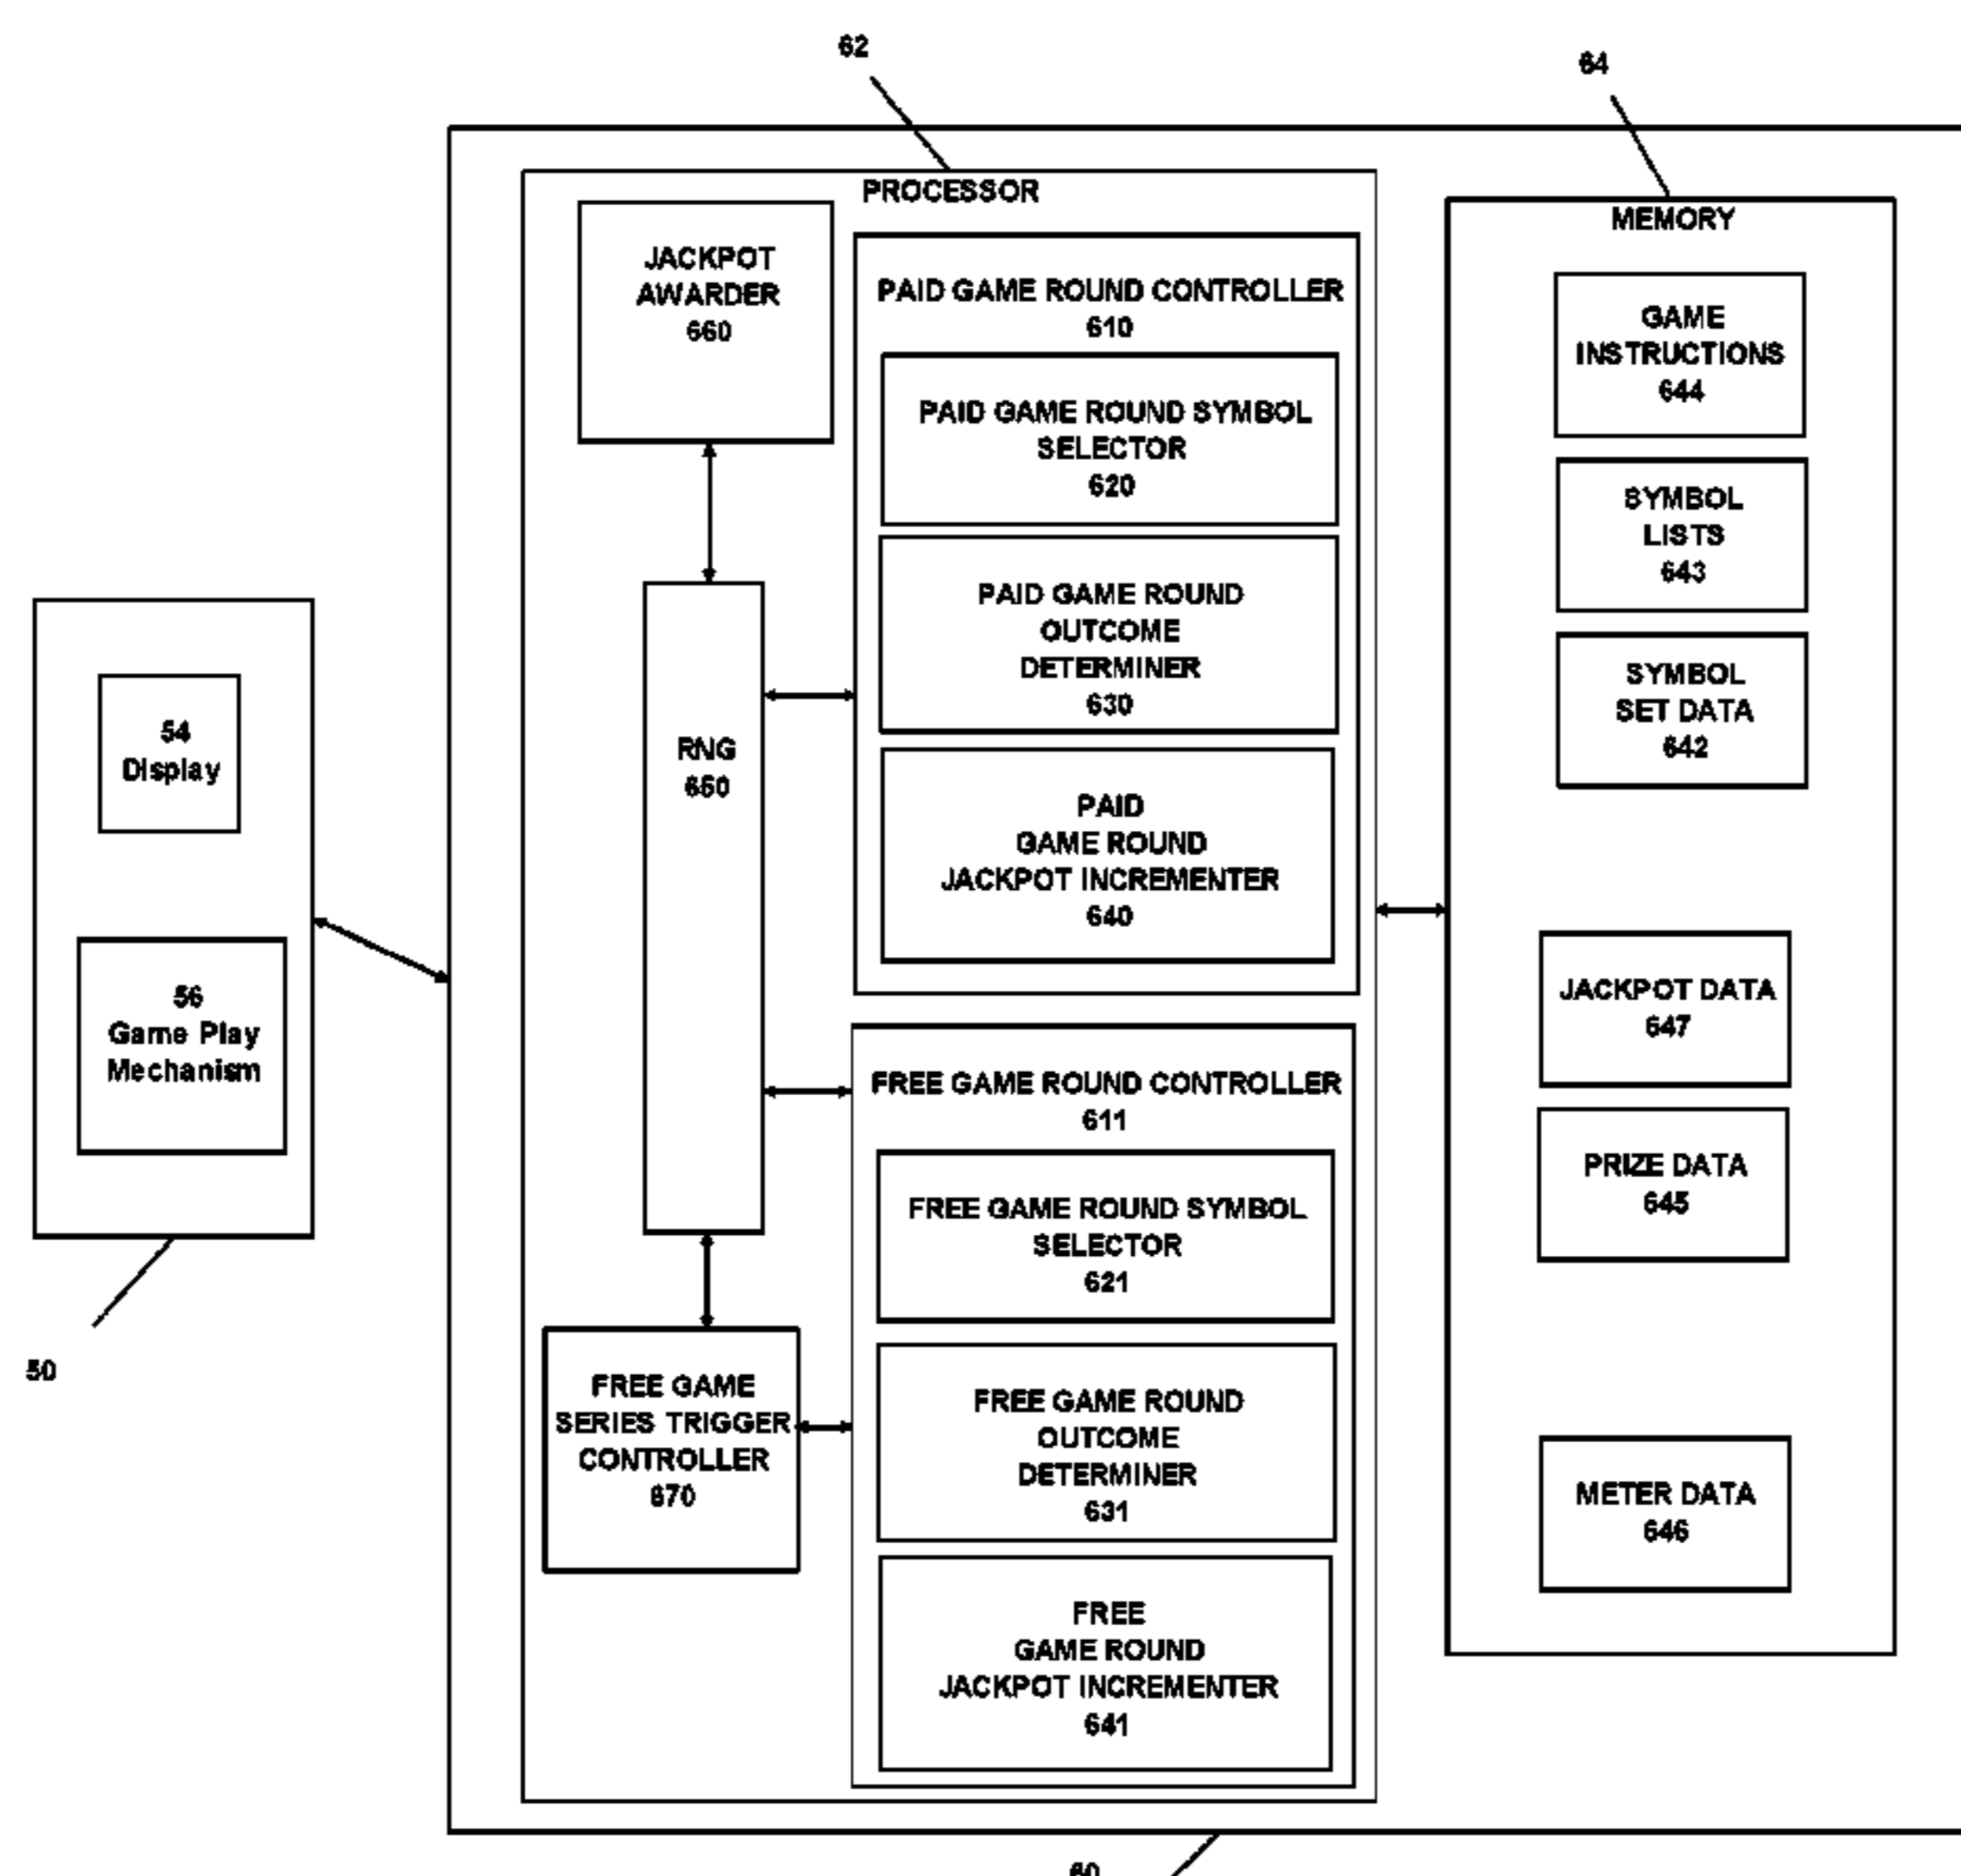 62
64
PROCESSOR
MEMORY
JACKPOT
AWARDER
660
PAID GAME ROUND CONTROLLER
610
PAID GAME ROUND SYMBOL
SELECTOR
620
PAID GAME ROUND
OUTCOME
DETERMINER
630
PAID
GAME ROUND
JACKPOT INCREMENTER
640
RNG
650
FREE GAME ROUND CONTROLLER
611
FREE GAME ROUND SYMBOL
SELECTOR
621
FREE GAME ROUND
OUTCOME
DETERMINER
631
FREE
GAME ROUND
JACKPOT INCREMENTER
641
FREE GAME
SERIES TRIGGER
CONTROLLER
670
GAME
INSTRUCTIONS
644
SYMBOL
LISTS
643
SYMBOL
SET DATA
642
JACKPOT DATA
647
PRIZE DATA
645
METER DATA
646
54
Display
56
Game Play
Mechanism
50
60